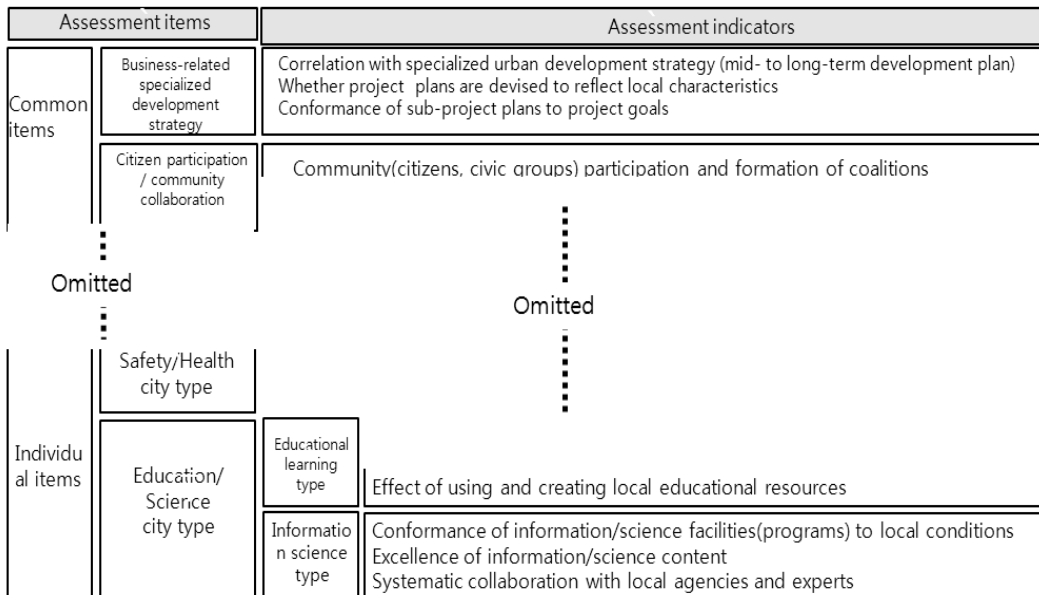 Assessment items
Assessment indicators
Common
items
Business-related
specialized
development
strategy
Correlation with specialized urban development strategy (mid- to long-term development plan)
Whether project plans are devised to reflect local characteristics
Conformance of sub-project plans to project goals
Citizen participation
/ community
collaboration
Community(citizens, civic groups) participation and formation of coalitions
Omitted
Omitted
Safety/Health
city type
Individu
al items
Education/
Science
city type
Educational
learning
type
Effect of using and creating local educational resources
Informatio
n science
type
Conformance of information/science facilities(programs) to local conditions
Excellence of information/science content
Systematic collaboration with local agencies and experts